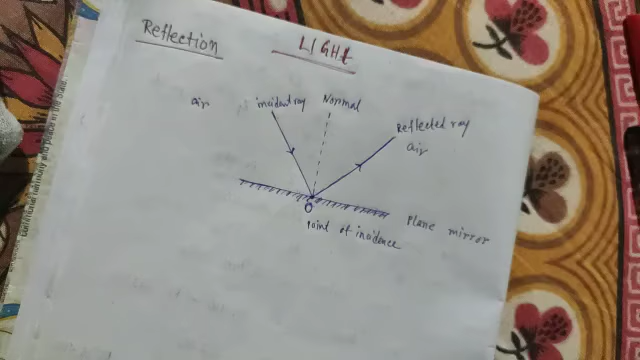 Reflection
LIGHt
air
incident ray
Normal
Reflected ray
air
O
Point of incidence
Plane mirror